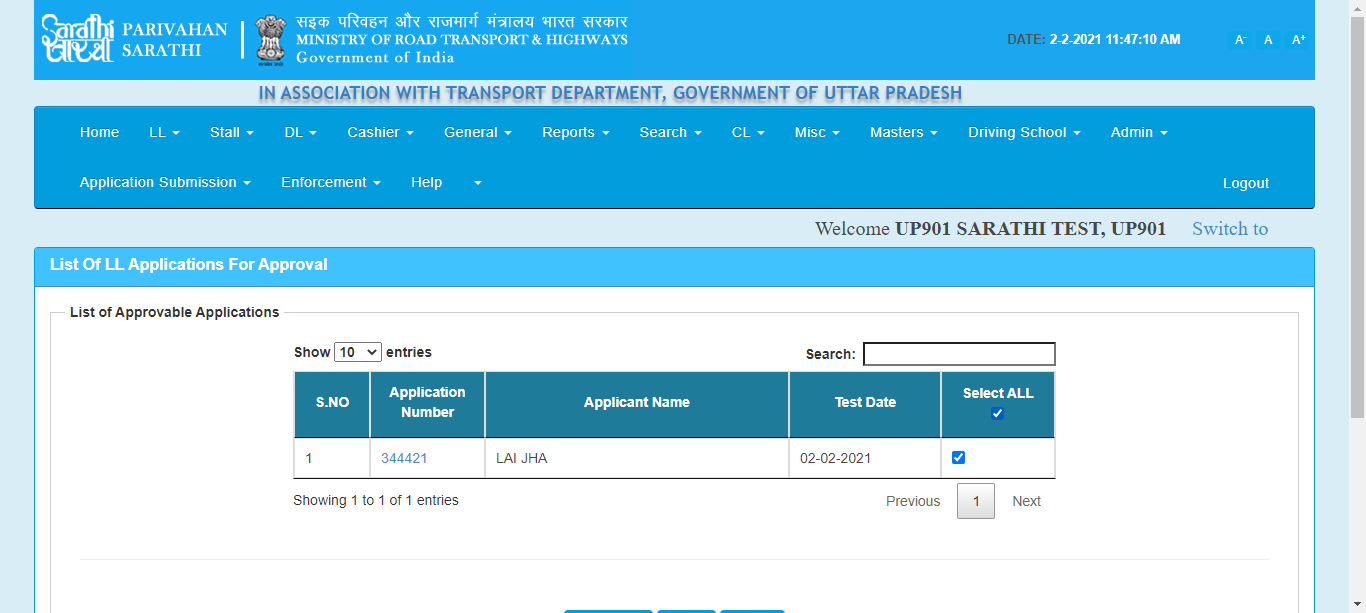 सारथी
Sarathi
PARIVAHAN
SARATHI
सड़क परिवहन और राजमार्ग मंत्रालय भारत सरकार
MINISTRY OF ROAD TRANSPORT & HIGHWAYS
Government of India
DATE: 2-2-2021 11:47:10 AM
A- A A+
IN ASSOCIATION WITH TRANSPORT DEPARTMENT, GOVERNMENT OF UTTAR PRADESH
Home LL Stall DL Cashier General Reports Search CL Misc Masters Driving School Admin
Application Submission Enforcement Help Logout
Welcome UP901 SARATHI TEST, UP901 Switch to
List Of LL Applications For Approval
List of Approvable Applications
Show 10 entries Search:
S.NO Application Number Applicant Name Test Date Select ALL
1 344421 LAI JHA 02-02-2021
Showing 1 to 1 of 1 entries Previous 1 Next